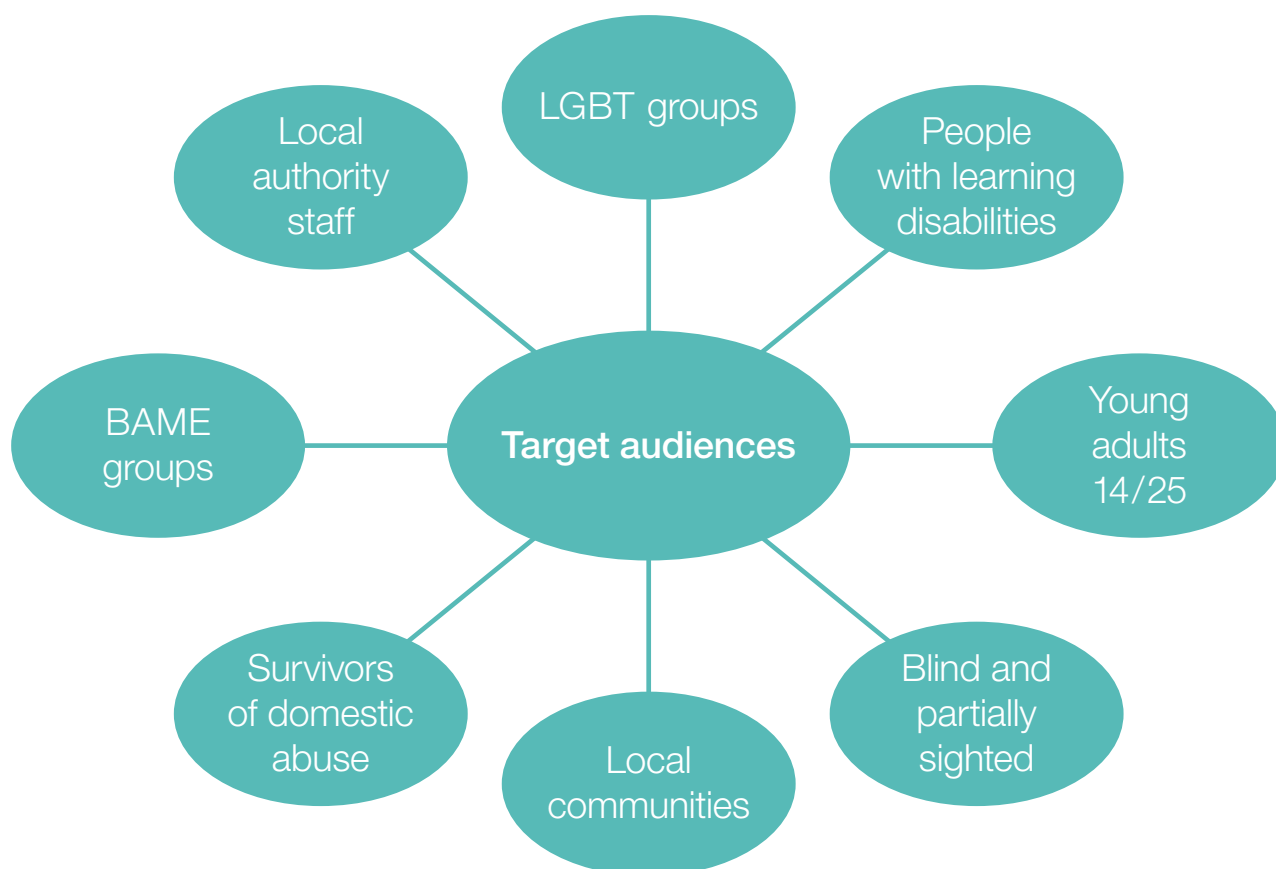 LGBT groups
Local
authority
staff
People
with learning
disabilities
BAME
groups
Target audiences
Young
adults
14/25
Survivors
of domestic
abuse
Local
communities
Blind and
partially
sighted